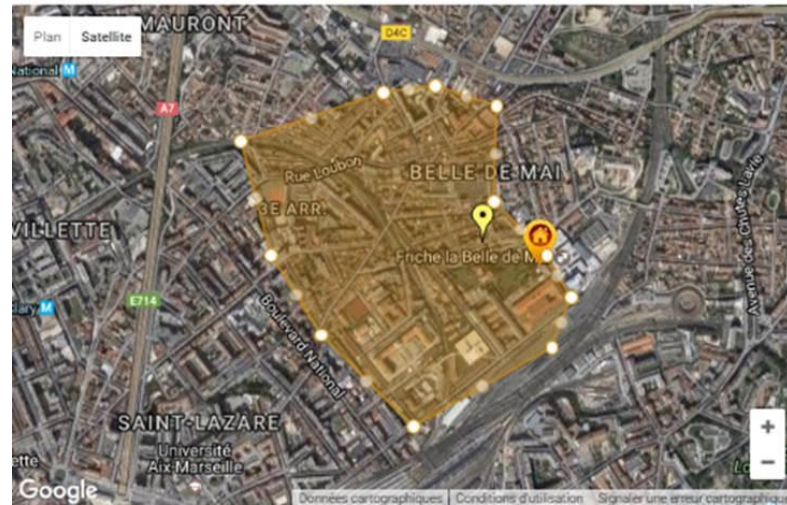 MAURONT
D4C
Plan
Satellite
National M
A7
Rue Loubon
BELLE DE MAI
3E ARR.
VILLETTE
Friche la Belle de M
Avenue des Chutes Lavie
E714
M
Boulevard National
SAINT-LAZARE
Université
Aix-Marseille
+
−
Google
Données cartographiques
Conditions d'utilisation
Signaler une erreur cartographique